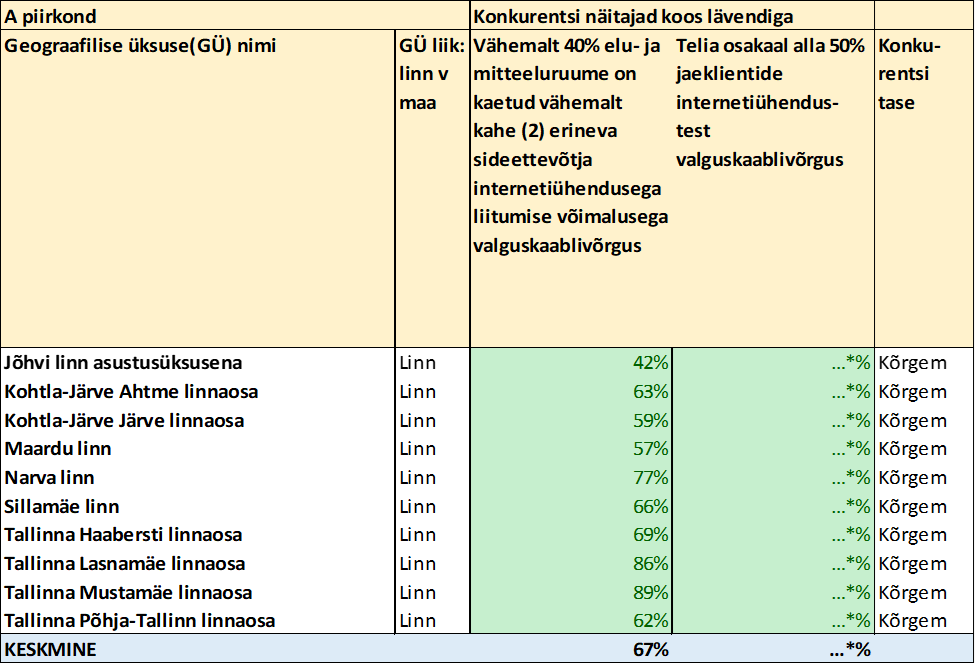 A piirkond Konkurentsi näitajad koos lävendiga
Geograafilise üksuse(GÜ) nimi
GÜ liik:
linn v
maa
Vähemalt 40% elu- ja
mitteeluruume on
kaetud vähemalt
kahe (2) erineva
sideettevõtja
internetiühendusega
liitumise võimalusega
valguskaablivõrgus
Telia osakaal alla 50%
jaeklientide
internetiühendus-
test
valguskaablivõrgus
Konku-
rentsi
tase
Jõhvi linn asustusüksusena Linn 42% ...*% Kõrgem
Kohtla-Järve Ahtme linnaosa Linn 63% ...*% Kõrgem
Kohtla-Järve Järve linnaosa Linn 59% ...*% Kõrgem
Maardu linn Linn 57% ...*% Kõrgem
Narva linn Linn 77% ...*% Kõrgem
Sillamäe linn Linn 66% ...*% Kõrgem
Tallinna Haabersti linnaosa Linn 69% ...*% Kõrgem
Tallinna Lasnamäe linnaosa Linn 86% ...*% Kõrgem
Tallinna Mustamäe linnaosa Linn 89% ...*% Kõrgem
Tallinna Põhja-Tallinn linnaosa Linn 62% ...*% Kõrgem
KESKMINE 67% ...*%